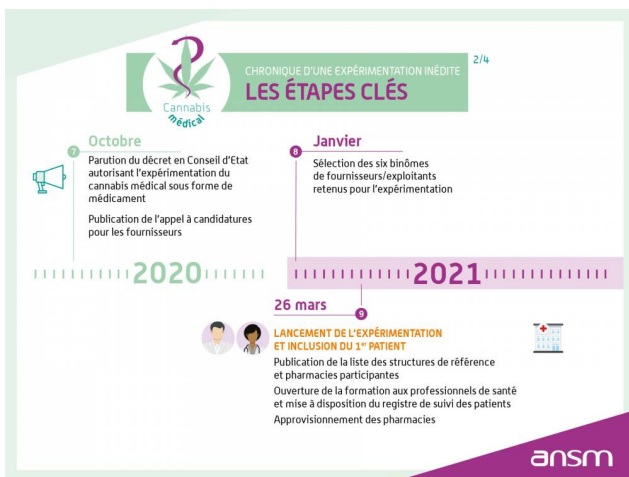 2/4
CHRONIQUE D'UNE EXPÉRIMENTATION INÉDITE
LES ÉTAPES CLÉS
Cannabis
médical
Octobre
7
Parution du décret en Conseil d'Etat
autorisant l'expérimentation du
cannabis médical sous forme de
médicament
Publication de l'appel à candidatures
pour les fournisseurs
Janvier
8
Sélection des six binômes
de fournisseurs/exploitants
retenus pour l'expérimentation
2020
2021
26 mars
9
LANCEMENT DE L'EXPÉRIMENTATION
ET INCLUSION DU 1er PATIENT
Publication de la liste des structures de référence
et pharmacies participantes
Ouverture de la formation aux professionnels de santé
et mise à disposition du registre de suivi des patients
Approvisionnement des pharmacies
ansm